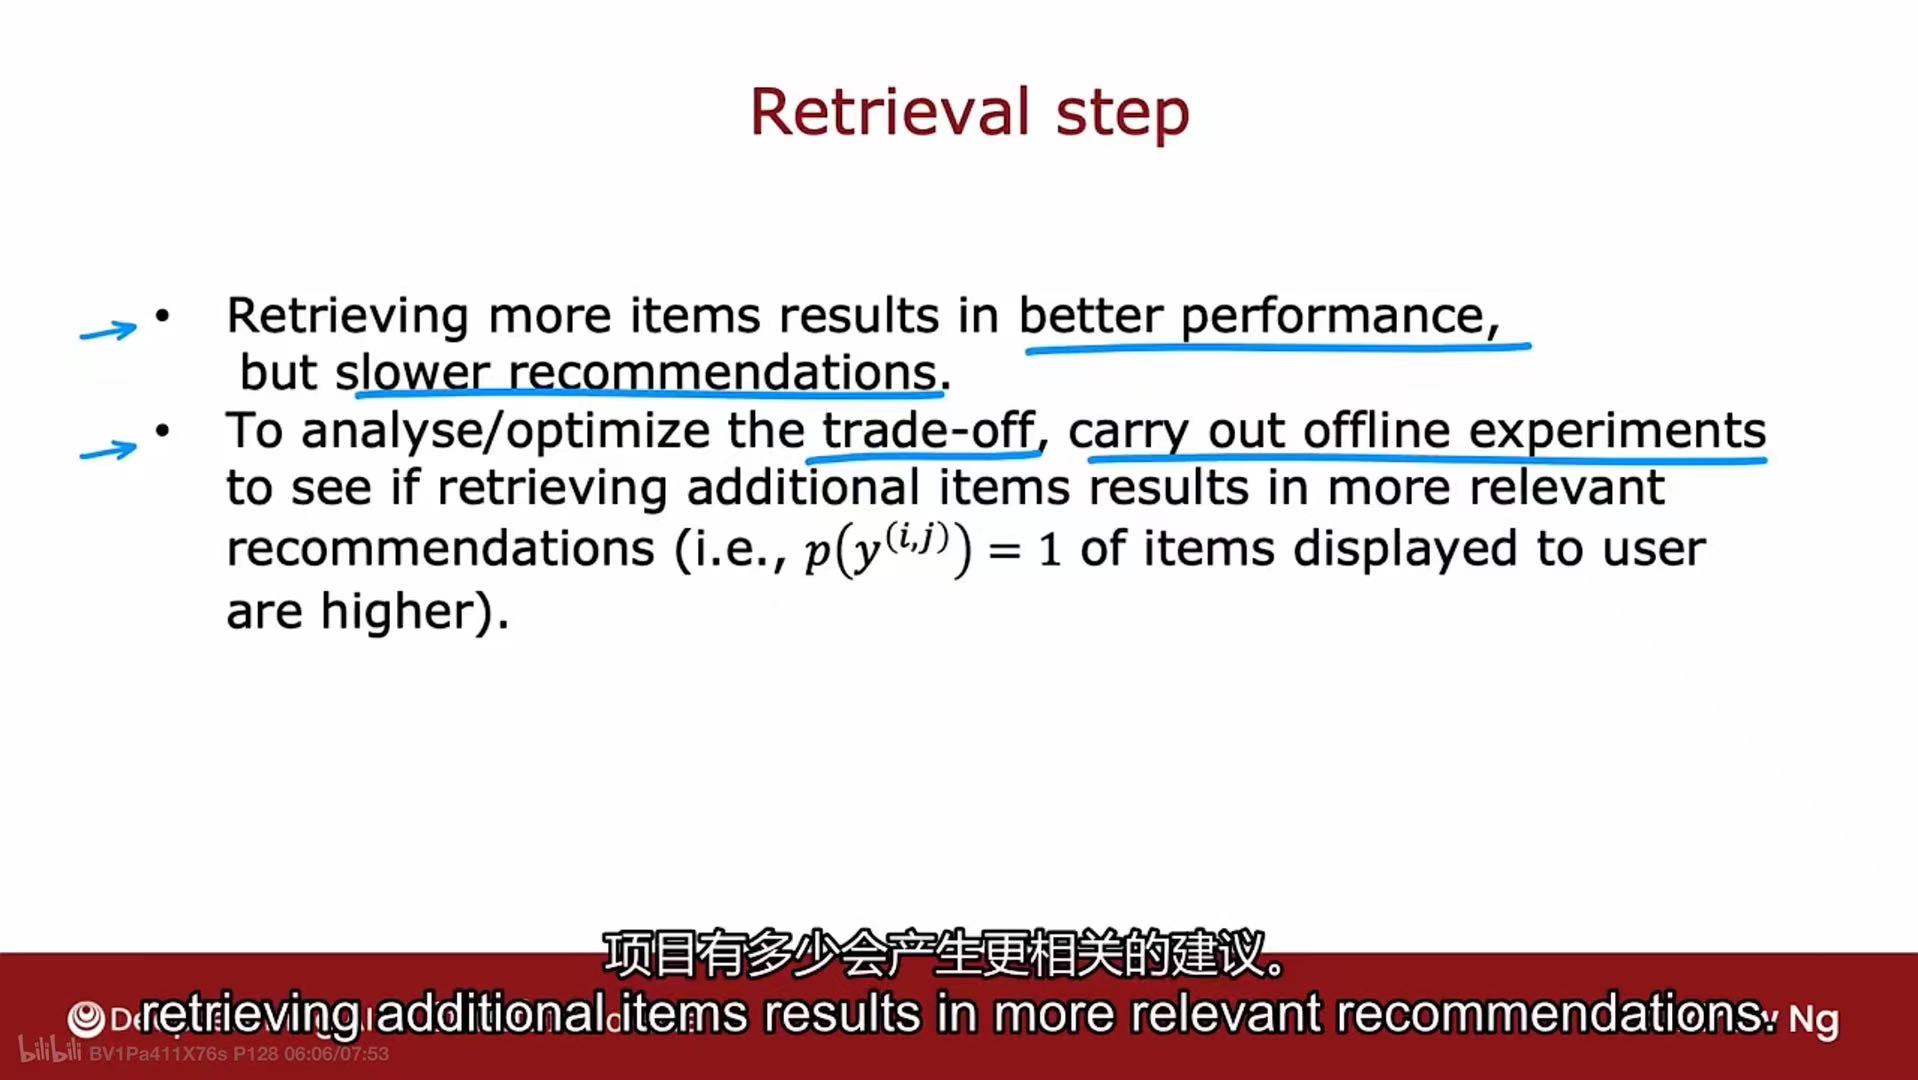 Retrieval step
• Retrieving more items results in better performance,
but slower recommendations.
• To analyse/optimize the trade-off, carry out offline experiments
to see if retrieving additional items results in more relevant
recommendations (i.e., p(y^(i,j)) = 1 of items displayed to user
are higher).
项目有多少会产生更相关的建议。
retrieving additional items results in more relevant recommendations.
Ng
bilibili BV1Pa411X76s P128 06:06/07:53